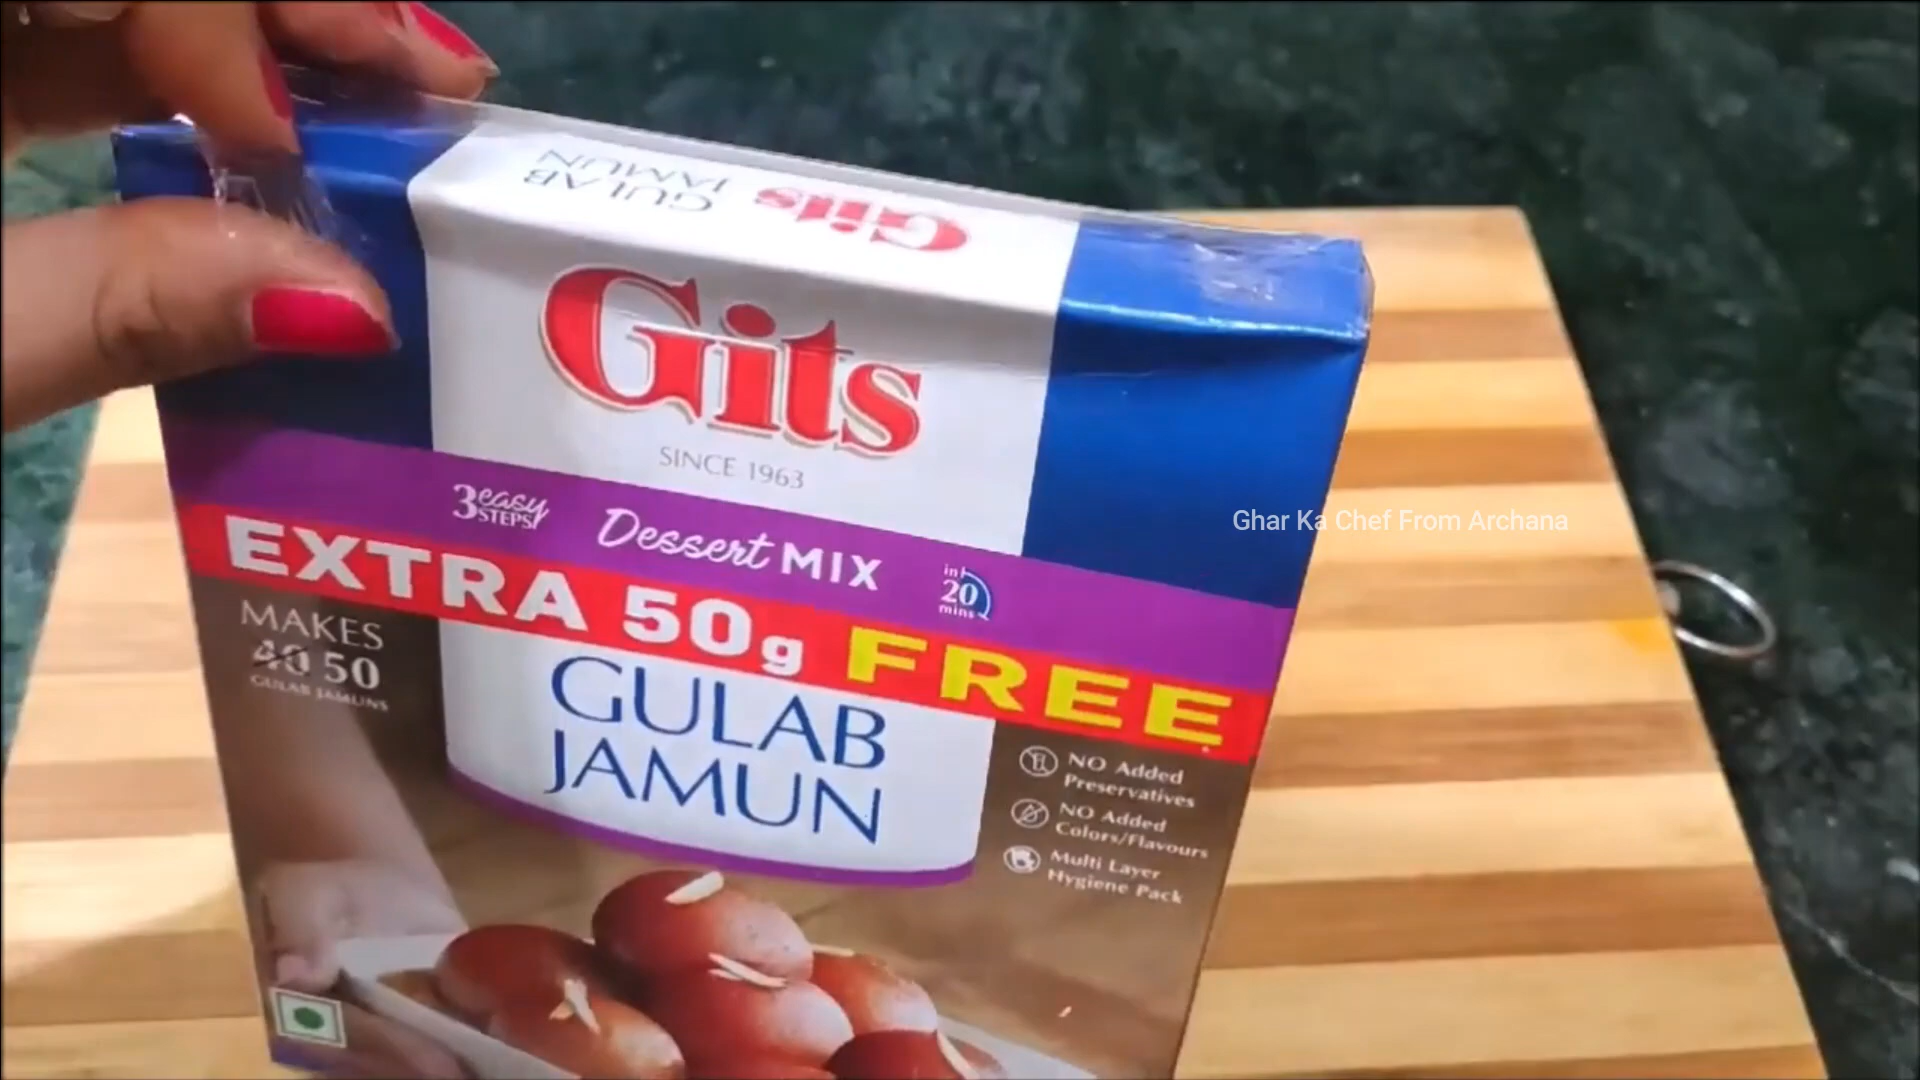 GULAB
JAMUN
Gits
Gits
SINCE 1963
3 easy
STEPS
Dessert MIX
in
20
mins
EXTRA 50g FREE
MAKES
40 50
GULAB JAMUNS
GULAB
JAMUN
NO Added
Preservatives
NO Added
Colors/Flavours
Multi Layer
Hygiene Pack
Ghar Ka Chef From Archana